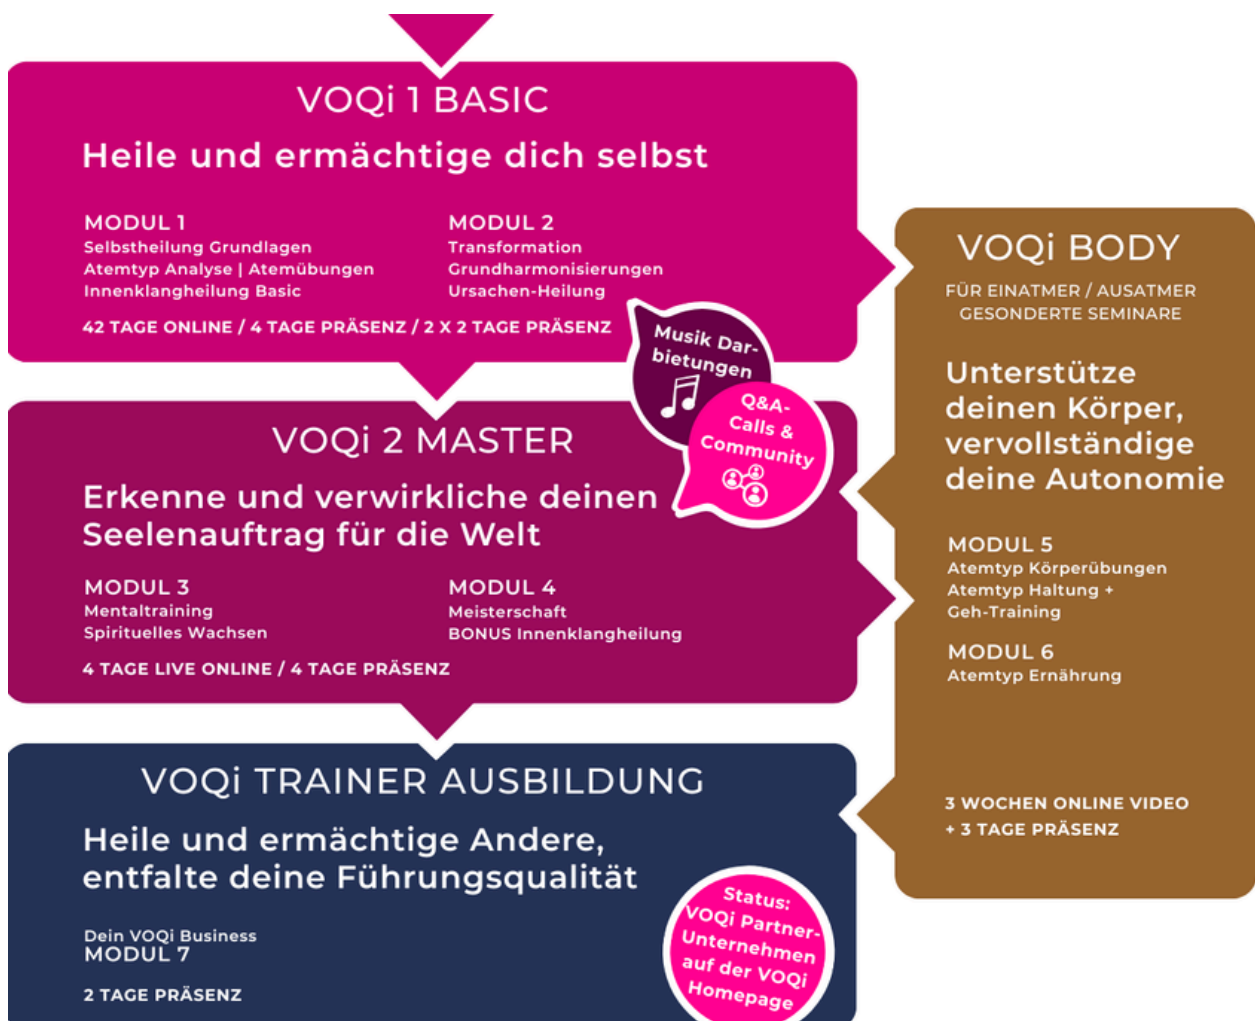 VOQi 1 BASIC
Heile und ermächtige dich selbst
MODUL 1
Selbstheilung Grundlagen
Atemtyp Analyse | Atemübungen
Innenklangheilung Basic
MODUL 2
Transformation
Grundharmonisierungen
Ursachen-Heilung
42 TAGE ONLINE / 4 TAGE PRÄSENZ / 2 X 2 TAGE PRÄSENZ
Musik Dar-
bietungen
Q&A-
Calls &
Community
VOQi 2 MASTER
Erkenne und verwirkliche deinen
Seelenauftrag für die Welt
MODUL 3
Mentaltraining
Spirituelles Wachsen
MODUL 4
Meisterschaft
BONUS Innenklangheilung
4 TAGE LIVE ONLINE / 4 TAGE PRÄSENZ
VOQi BODY
FÜR EINATMER / AUSATMER
GESONDERTE SEMINARE
Unterstütze
deinen Körper,
vervollständige
deine Autonomie
MODUL 5
Atemtyp Körperübungen
Atemtyp Haltung +
Geh-Training
MODUL 6
Atemtyp Ernährung
3 WOCHEN ONLINE VIDEO
+ 3 TAGE PRÄSENZ
VOQi TRAINER AUSBILDUNG
Heile und ermächtige Andere,
entfalte deine Führungsqualität
Dein VOQi Business
MODUL 7
2 TAGE PRÄSENZ
Status:
VOQi Partner-
Unternehmen
auf der VOQi
Homepage